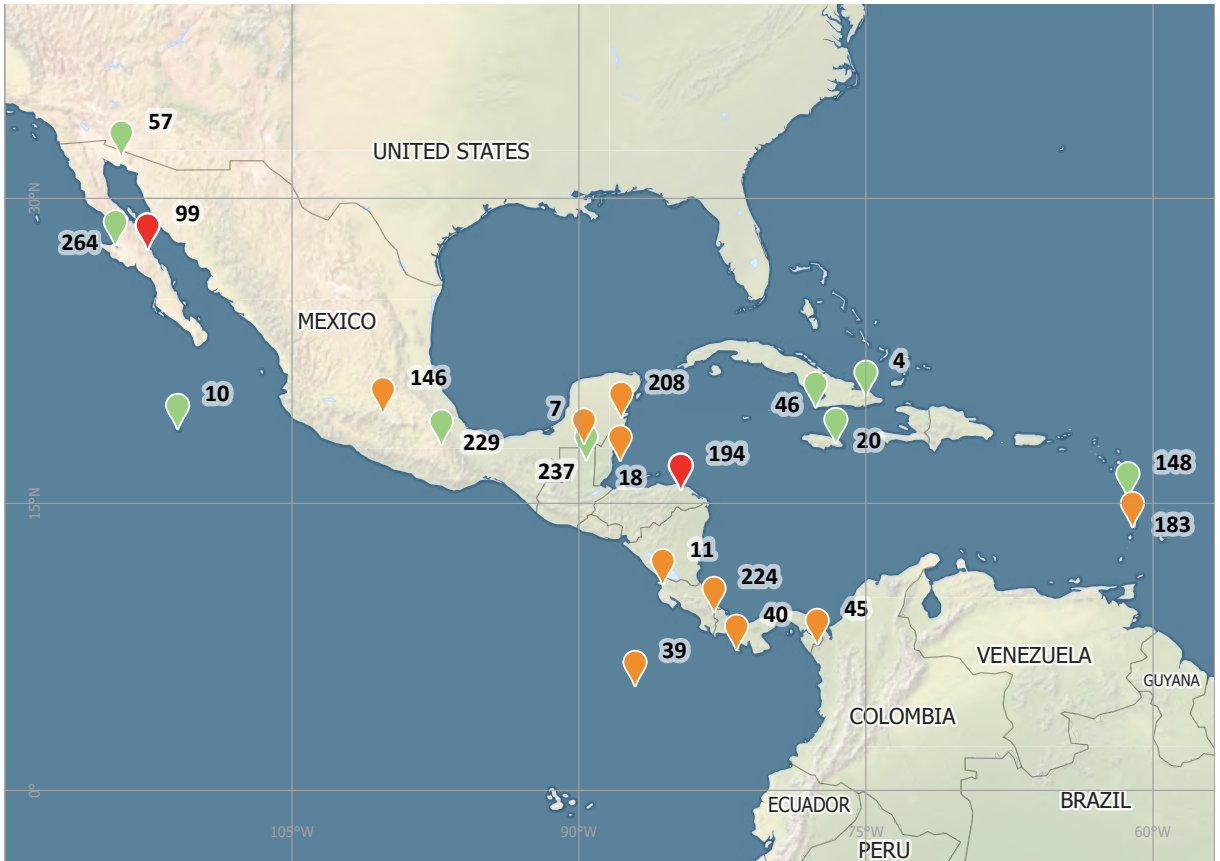 57
UNITED STATES
30°N
99
264
MEXICO
10
146
208
4
7
46
229
20
237
18
194
148
15°N
183
11
224
40
45
39
VENEZUELA
GUYANA
COLOMBIA
0°
ECUADOR
BRAZIL
105°W
90°W
75°W
60°W
PERU